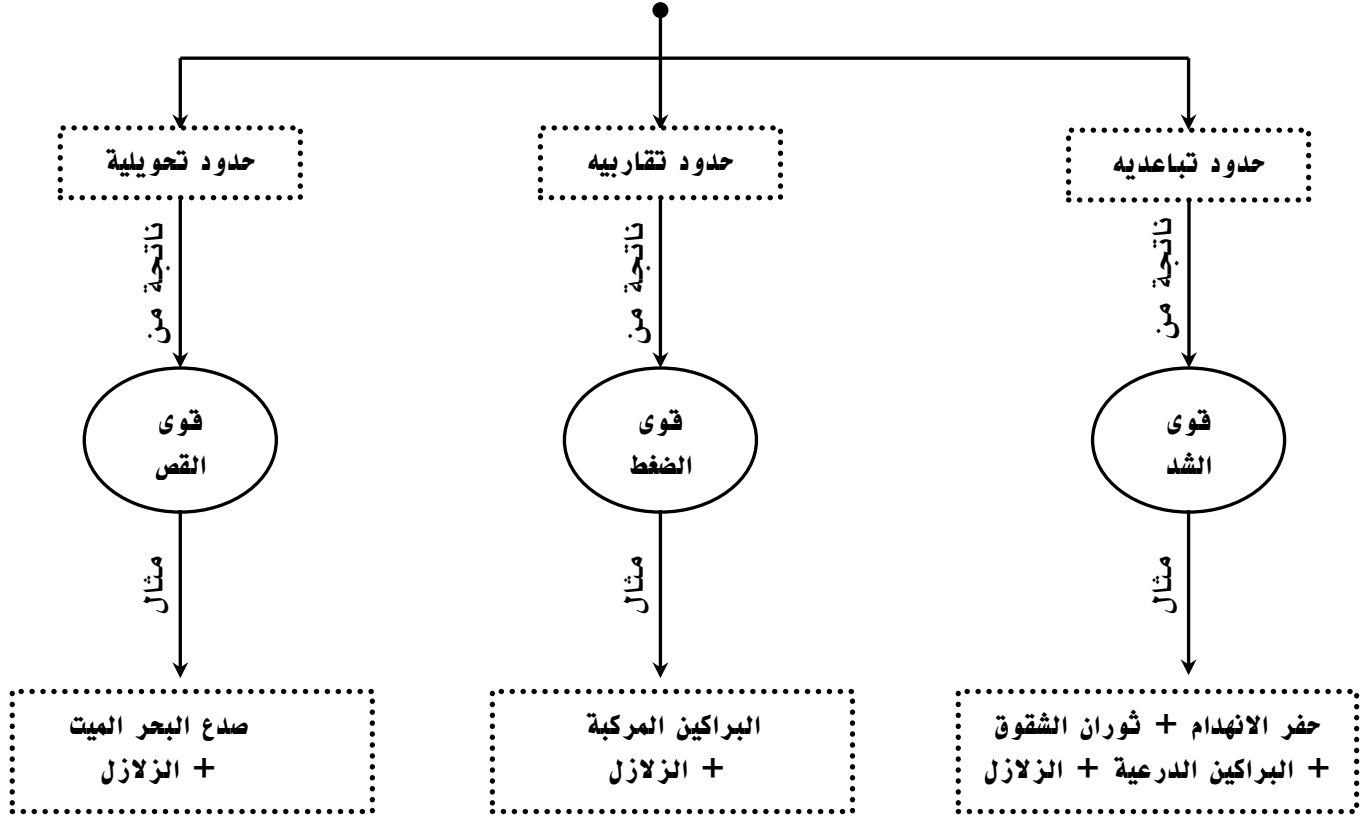 حدود تباعديه
حدود تقاربيه
حدود تحويلية
ناتجة من
ناتجة من
ناتجة من
قوى
الشد
قوى
الضغط
قوى
القص
مثال
مثال
مثال
حفر الانهدام + ثوران الشقوق
+ البراكين الدرعية + الزلازل
البراكين المركبة
+ الزلازل
صدع البحر الميت
+ الزلازل